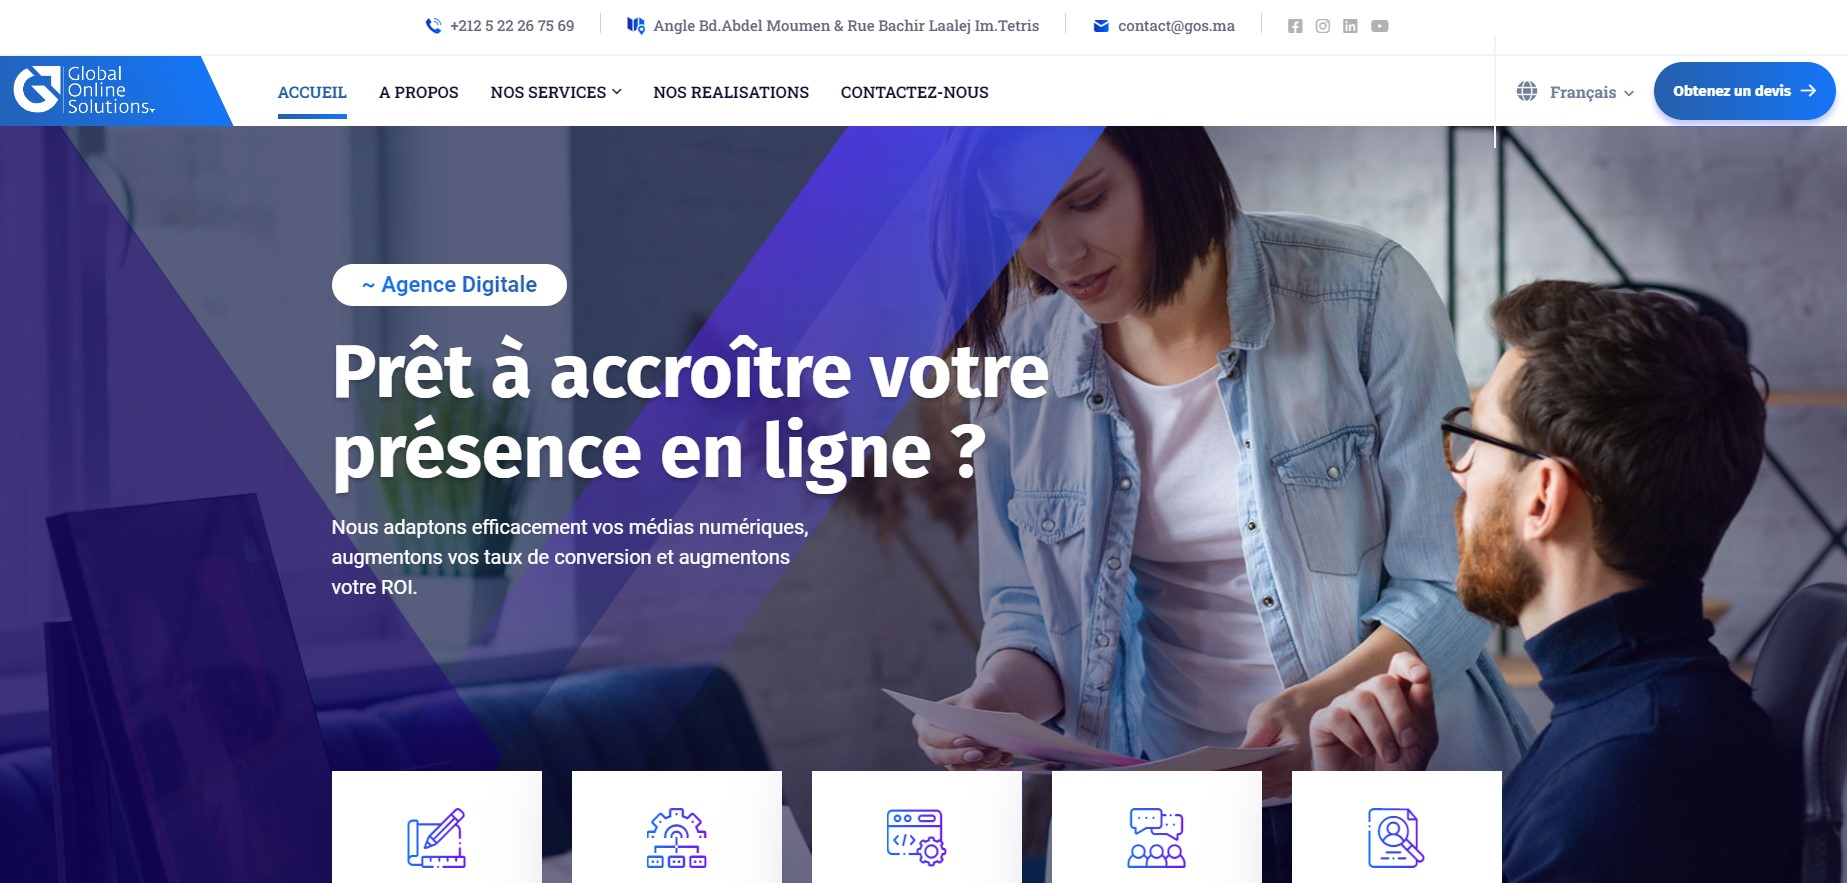 +212 5 22 26 75 69
Angle Bd.Abdel Moumen & Rue Bachir Laalej Im.Tetris
contact@gos.ma
Global
Online
Solutions
ACCUEIL
A PROPOS
NOS SERVICES
NOS REALISATIONS
CONTACTEZ-NOUS
Français
Obtenez un devis
~ Agence Digitale
Prêt à accroître votre
présence en ligne ?
Nous adaptons efficacement vos médias numériques,
augmentons vos taux de conversion et augmentons
votre ROI.